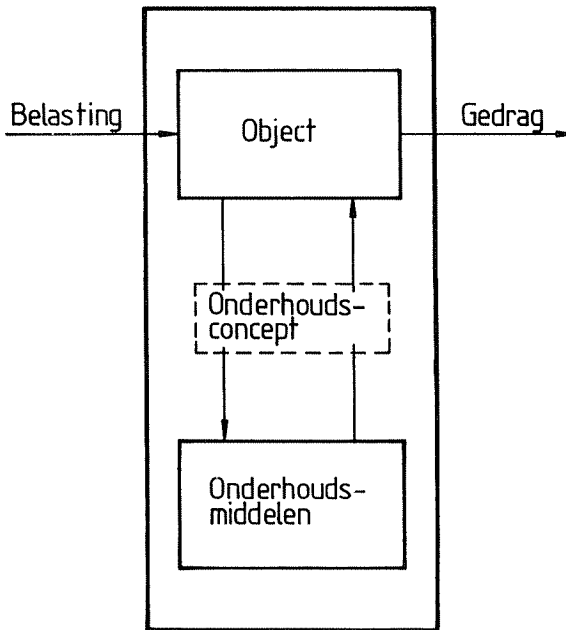 Belasting
Object
Gedrag
Onderhouds-
concept
Onderhouds-
middelen